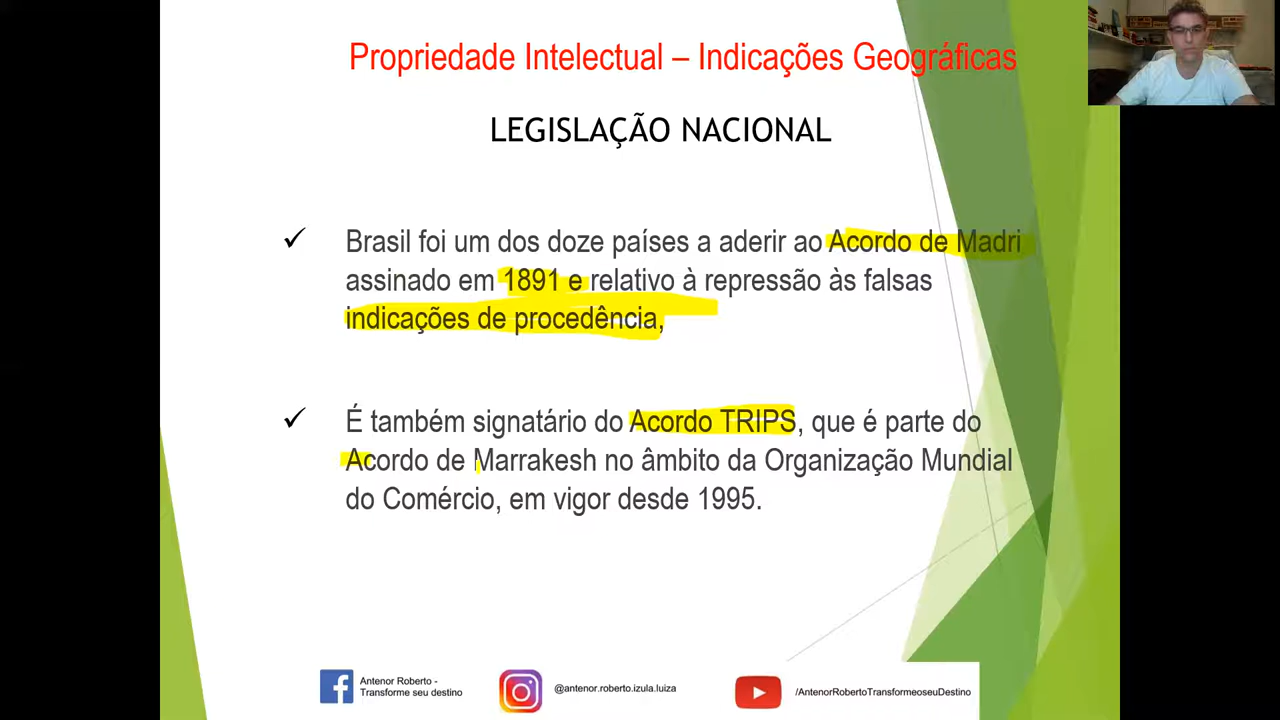 Propriedade Intelectual – Indicações Geográficas
LEGISLAÇÃO NACIONAL
✓ Brasil foi um dos doze países a aderir ao Acordo de Madri
assinado em 1891 e relativo à repressão às falsas
indicações de procedência,
✓ É também signatário do Acordo TRIPS, que é parte do
Acordo de Marrakesh no âmbito da Organização Mundial
do Comércio, em vigor desde 1995.
Antenor Roberto -
Transforme seu destino
@antenor.roberto.izula.luiza
/AntenorRobertoTransformeoseuDestino